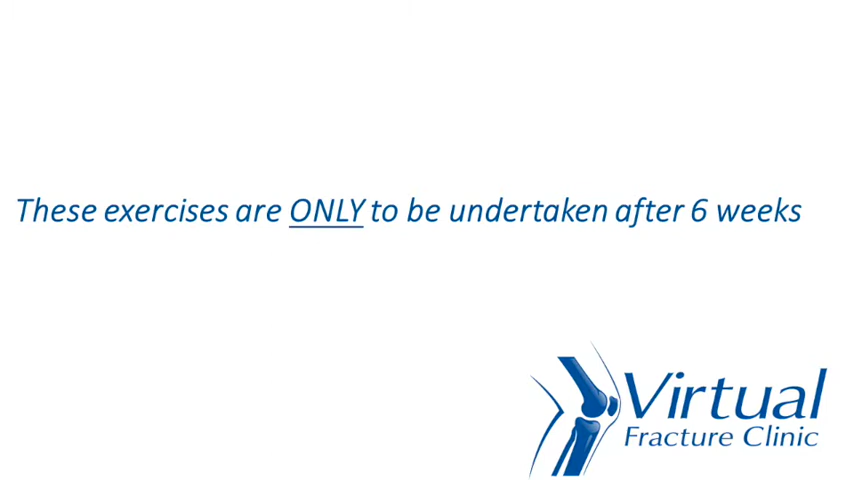 These exercises are ONLY to be undertaken after 6 weeks
Virtual
Fracture Clinic